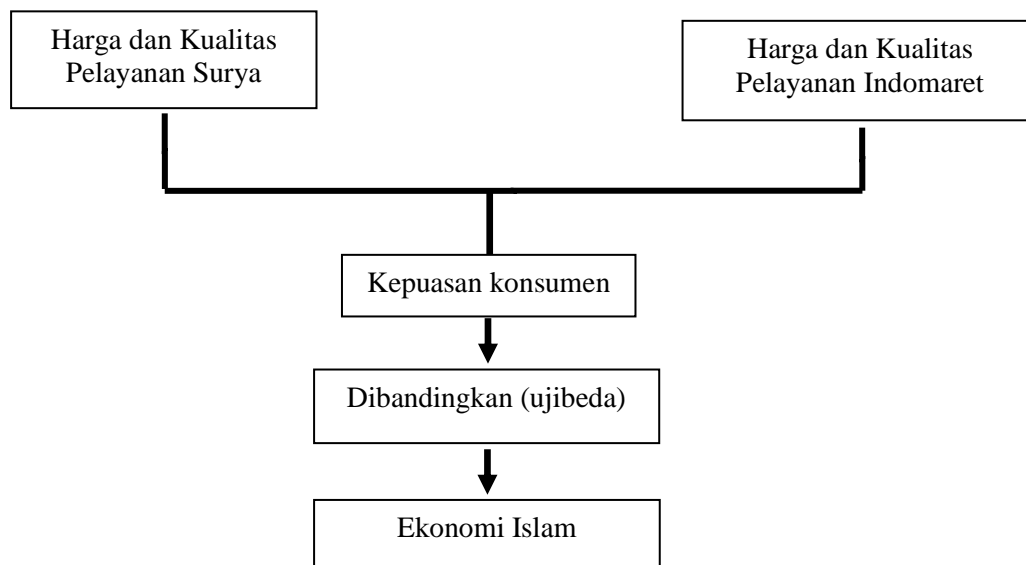 Harga dan Kualitas
Pelayanan Surya
Harga dan Kualitas
Pelayanan Indomaret
Kepuasan konsumen
Dibandingkan (ujibeda)
Ekonomi Islam